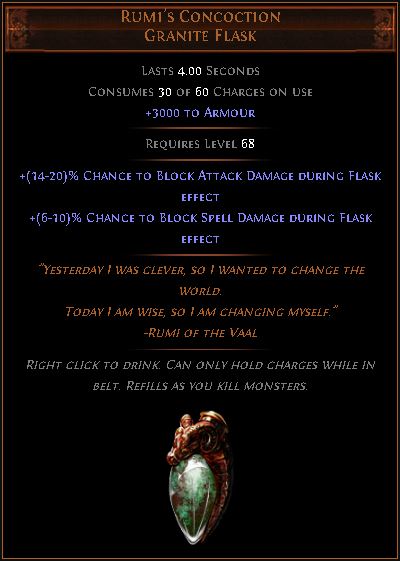 Rumi's Concoction
Granite Flask
Lasts 4.00 Seconds
Consumes 30 of 60 Charges on use
+3000 to Armour
Requires Level 68
+(14-20)% Chance to Block Attack Damage during Flask
effect
+(6-10)% Chance to Block Spell Damage during Flask
effect
"Yesterday I was clever, so I wanted to change the
world.
Today I am wise, so I am changing myself."
-Rumi of the Vaal
Right click to drink. Can only hold charges while in
belt. Refills as you kill monsters.